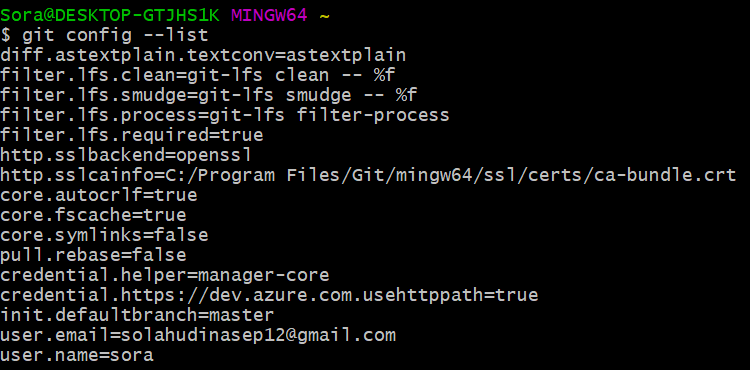 Sora@DESKTOP-GTJHS1K MINGW64 ~
$ git config --list
diff.astextplain.textconv=astextplain
filter.lfs.clean=git-lfs clean -- %f
filter.lfs.smudge=git-lfs smudge -- %f
filter.lfs.process=git-lfs filter-process
filter.lfs.required=true
http.sslbackend=openssl
http.sslcainfo=C:/Program Files/Git/mingw64/ssl/certs/ca-bundle.crt
core.autocrlf=true
core.fscache=true
core.symlinks=false
pull.rebase=false
credential.helper=manager-core
credential.https://dev.azure.com.usehttppath=true
init.defaultbranch=master
user.email=solahudinasep12@gmail.com
user.name=sora